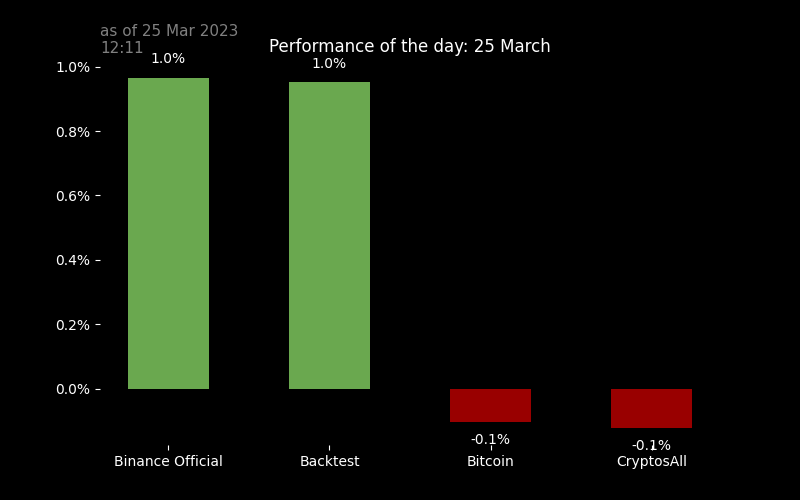 as of 25 Mar 2023
12:11
Performance of the day: 25 March
1.0%
1.0%
1.0%
0.8%
0.6%
0.4%
0.2%
0.0%
-0.1%
-0.1%
Binance Official
Backtest
Bitcoin
CryptosAll